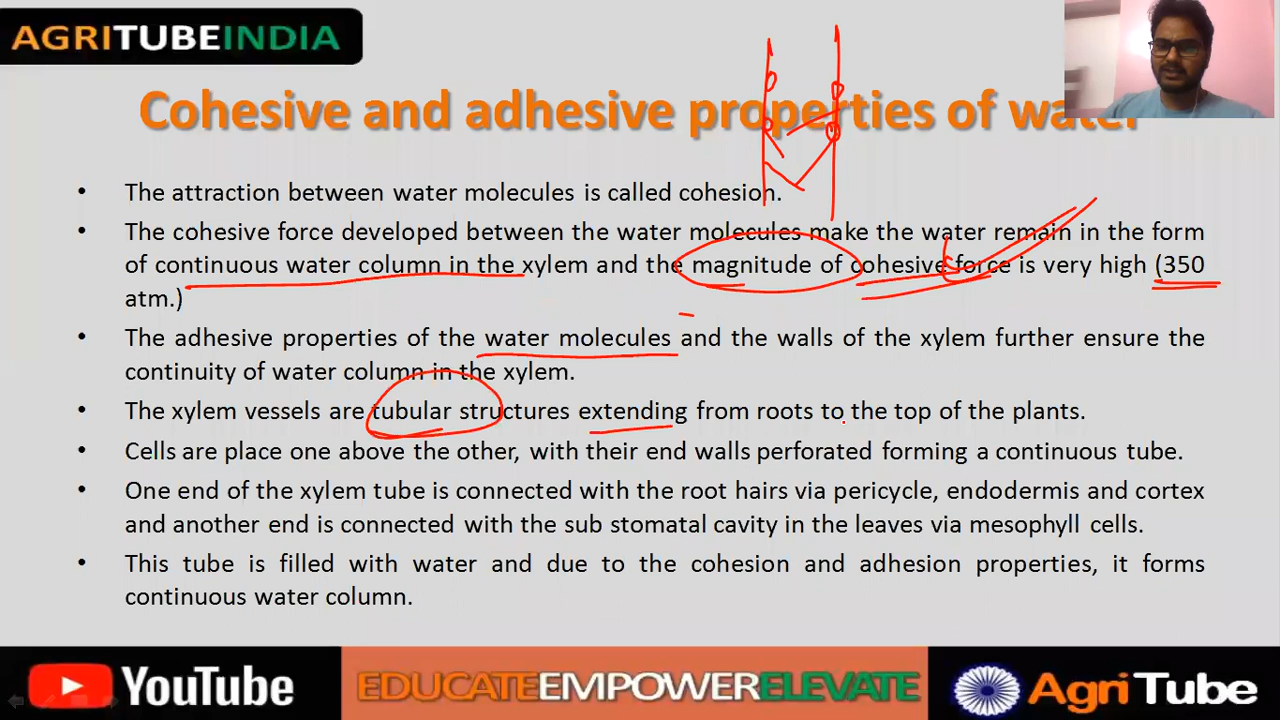 AGRITUBEINDIA
Cohesive and adhesive properties of water
• The attraction between water molecules is called cohesion.
• The cohesive force developed between the water molecules make the water remain in the form
of continuous water column in the xylem and the magnitude of cohesive force is very high (350
atm.)
• The adhesive properties of the water molecules and the walls of the xylem further ensure the
continuity of water column in the xylem.
• The xylem vessels are tubular structures extending from roots to the top of the plants.
• Cells are place one above the other, with their end walls perforated forming a continuous tube.
• One end of the xylem tube is connected with the root hairs via pericycle, endodermis and cortex
and another end is connected with the sub stomatal cavity in the leaves via mesophyll cells.
• This tube is filled with water and due to the cohesion and adhesion properties, it forms
continuous water column.
YouTube EDUCATEEMPOWERELEVATE AgriTube